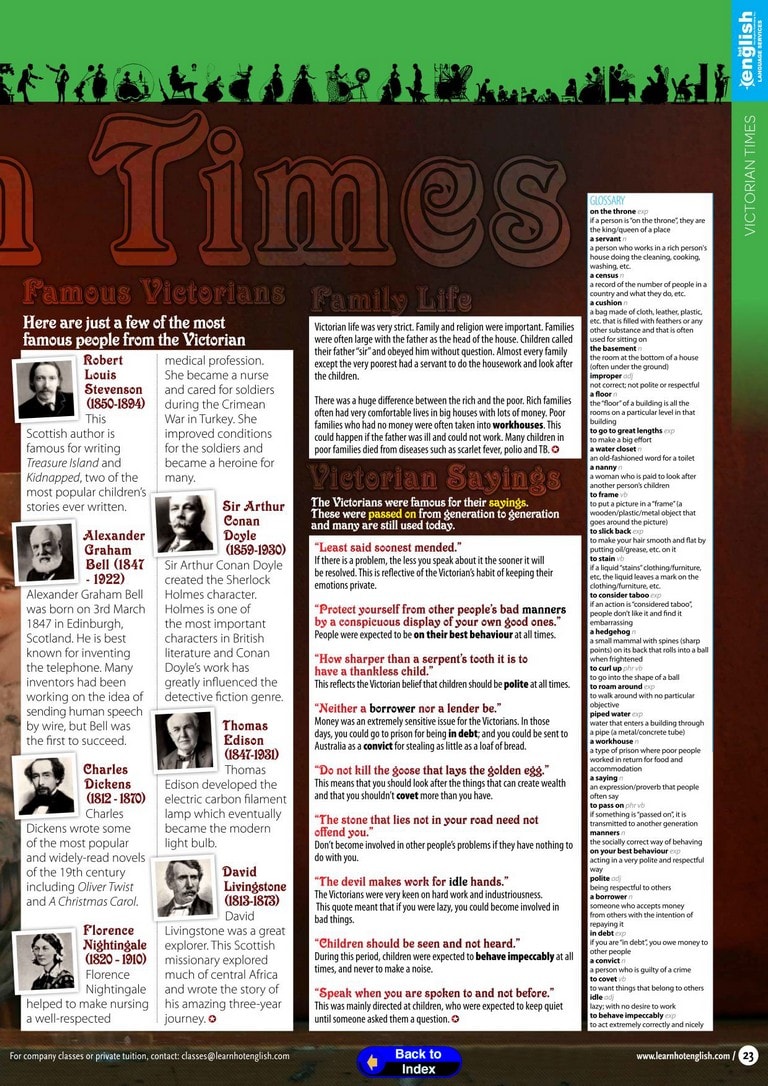 hot
english
LANGUAGE SERVICES
VICTORIAN TIMES
n Times
Famous Victorians
Here are just a few of the most
famous people from the Victorian
Robert
Louis
Stevenson
(1850-1894)
This
Scottish author is
famous for writing
Treasure Island and
Kidnapped, two of the
most popular children's
stories ever written.
Alexander
Graham
Bell (1847
- 1922)
Alexander Graham Bell
was born on 3rd March
1847 in Edinburgh,
Scotland. He is best
known for inventing
the telephone. Many
inventors had been
working on the idea of
sending human speech
by wire, but Bell was
the first to succeed.
Charles
Dickens
(1812 - 1870)
Charles
Dickens wrote some
of the most popular
and widely-read novels
of the 19th century
including Oliver Twist
and A Christmas Carol.
Florence
Nightingale
(1820 - 1910)
Florence
Nightingale
helped to make nursing
a well-respected
medical profession.
She became a nurse
and cared for soldiers
during the Crimean
War in Turkey. She
improved conditions
for the soldiers and
became a heroine for
many.
Sir Arthur
Conan
Doyle
(1859-1930)
Sir Arthur Conan Doyle
created the Sherlock
Holmes character.
Holmes is one of
the most important
characters in British
literature and Conan
Doyle's work has
greatly influenced the
detective fiction genre.
Thomas
Edison
(1847-1931)
Thomas
Edison developed the
electric carbon filament
lamp which eventually
became the modern
light bulb.
David
Livingstone
(1813-1873)
David
Livingstone was a great
explorer. This Scottish
missionary explored
much of central Africa
and wrote the story of
his amazing three-year
journey.
Family Life
Victorian life was very strict. Family and religion were important. Families
were often large with the father as the head of the house. Children called
their father "sir" and obeyed him without question. Almost every family
except the very poorest had a servant to do the housework and look after
the children.
There was a huge difference between the rich and the poor. Rich families
often had very comfortable lives in big houses with lots of money. Poor
families who had no money were often taken into workhouses. This
could happen if the father was ill and could not work. Many children in
poor families died from diseases such as scarlet fever, polio and TB.
Victorian Sayings
The Victorians were famous for their sayings.
These were passed on from generation to generation
and many are still used today.
"Least said soonest mended."
If there is a problem, the less you speak about it the sooner it will
be resolved. This is reflective of the Victorian's habit of keeping their
emotions private.
"Protect yourself from other people's bad manners
by a conspicuous display of your own good ones."
People were expected to be on their best behaviour at all times.
"How sharper than a serpent's tooth it is to
have a thankless child."
This reflects the Victorian belief that children should be polite at all times.
"Neither a borrower nor a lender be."
Money was an extremely sensitive issue for the Victorians. In those
days, you could go to prison for being in debt; and you could be sent to
Australia as a convict for stealing as little as a loaf of bread.
"Do not kill the goose that lays the golden egg."
This means that you should look after the things that can create wealth
and that you shouldn't covet more than you have.
"The stone that lies not in your road need not
offend you."
Don't become involved in other people's problems if they have nothing to
do with you.
"The devil makes work for idle hands."
The Victorians were very keen on hard work and industriousness.
This quote meant that if you were lazy, you could become involved in
bad things.
"Children should be seen and not heard."
During this period, children were expected to behave impeccably at all
times, and never to make a noise.
"Speak when you are spoken to and not before."
This was mainly directed at children, who were expected to keep quiet
until someone asked them a question.
GLOSSARY
on the throne exp
if a person is "on the throne", they are
the king/queen of a place
a servant n
a person who works in a rich person's
house doing the cleaning, cooking,
washing, etc.
a census n
a record of the number of people in a
country and what they do, etc.
a cushion n
a bag made of cloth, leather, plastic,
etc. that is filled with feathers or any
other substance and that is often
used for sitting on
the basement n
the room at the bottom of a house
(often under the ground)
improper adj
not correct; not polite or respectful
a floor n
the "floor" of a building is all the
rooms on a particular level in that
building
to go to great lengths exp
to make a big effort
a water closet n
an old-fashioned word for a toilet
a nanny n
a woman who is paid to look after
another person's children
to frame vb
to put a picture in a "frame" (a
wooden/plastic/metal object that
goes around the picture)
to slick back exp
to make your hair smooth and flat by
putting oil/grease, etc. on it
to stain vb
if a liquid "stains" clothing/furniture,
etc, the liquid leaves a mark on the
clothing/furniture, etc.
to consider taboo exp
if an action is "considered taboo",
people don't like it and find it
embarrassing
a hedgehog n
a small mammal with spines (sharp
points) on its back that rolls into a ball
when frightened
to curl up phr vb
to go into the shape of a ball
to roam around exp
to walk around with no particular
objective
piped water exp
water that enters a building through
a pipe (a metal/concrete tube)
a workhouse n
a type of prison where poor people
worked in return for food and
accommodation
a saying n
an expression/proverb that people
often say
to pass on phr vb
if something is "passed on", it is
transmitted to another generation
manners n
the socially correct way of behaving
on your best behaviour exp
acting in a very polite and respectful
way
polite adj
being respectful to others
a borrower n
someone who accepts money
from others with the intention of
repaying it
in debt exp
if you are "in debt", you owe money to
other people
a convict n
a person who is guilty of a crime
to covet vb
to want things that belong to others
idle adj
lazy; with no desire to work
to behave impeccably exp
to act extremely correctly and nicely
For company classes or private tuition, contact: classes@learnhotenglish.com
Back to
Index
www.learnhotenglish.com / 23